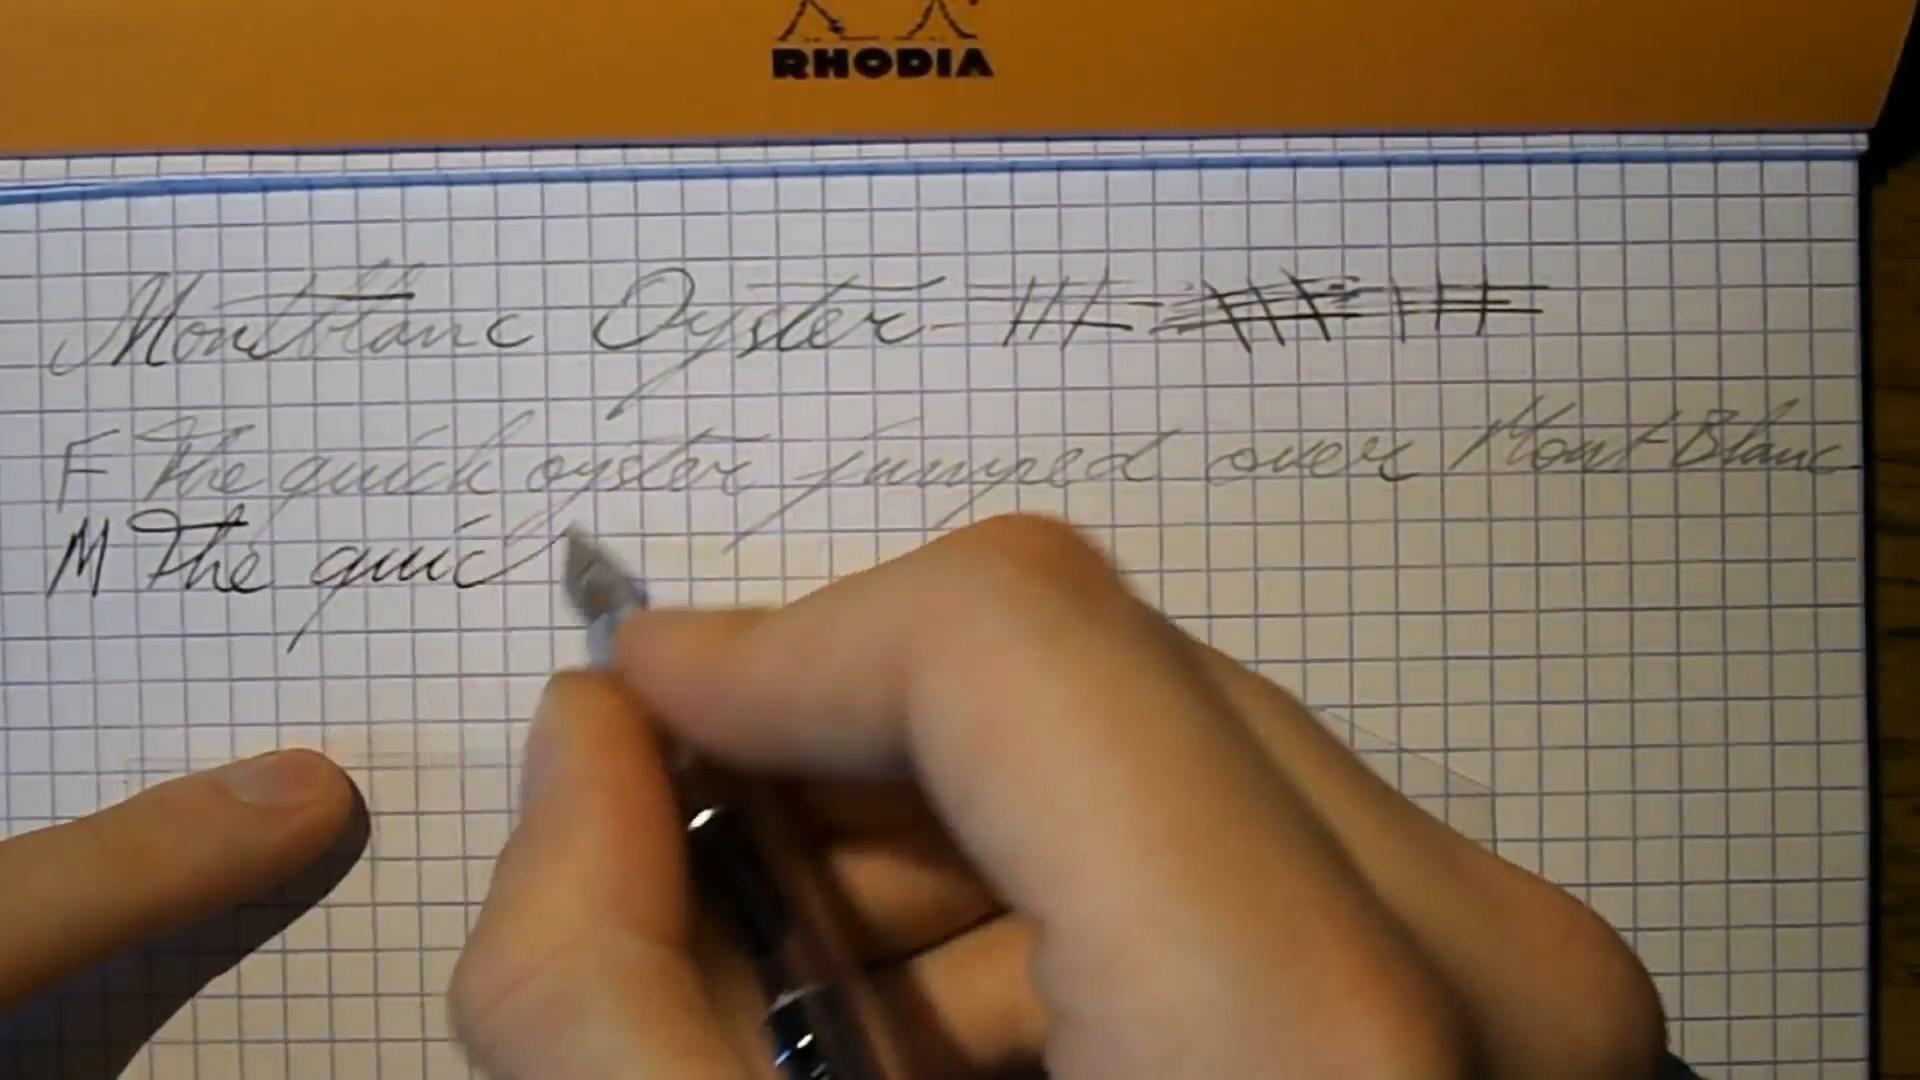 RHODIA
Montblanc Oyster
F The quick oyster jumped over Mont Blanc
M The quic